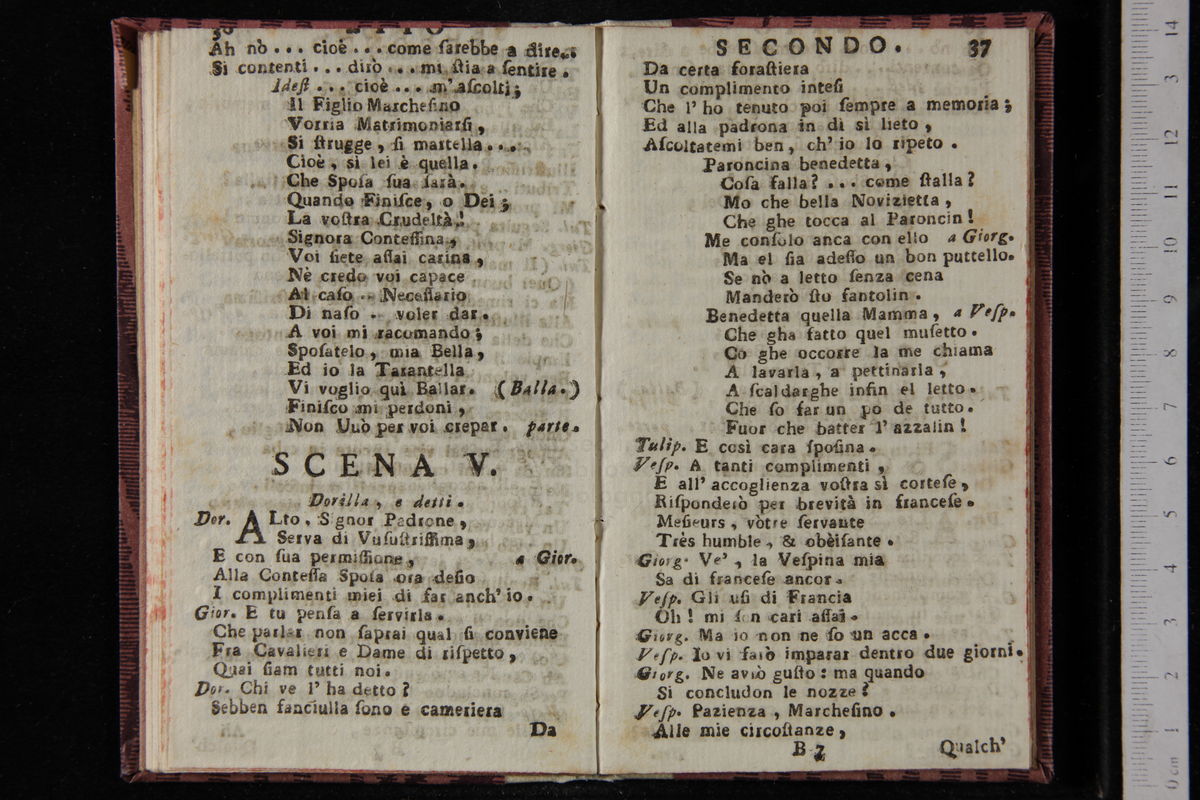 36 ATTO
Ah nò... cioè... come ſarebbe a dire...
Si contenti... dirò... mi ſtia a ſentire.
Ideſt... cioè... m'aſcolti;
Il Figlio Marcheſino
Vorria Matrimoniarſi,
Si ſtrugge, ſi martella....
Cioè, sì lei è quella.
Che Spoſa ſua ſarà.
Quando Finiſce, o Dei;
La voſtra Crudeltà!
Signora Conteſſina,
Voi ſiete aſſai carina,
Nè credo voi capace
Al caſo .. Neceſſario
Di naſo .. voler dar.
A voi mi racomando;
Spoſatelo, mia Bella,
Ed io la Tarantella
Vi voglio quì Ballar. (Balla.)
Finiſco mi perdoni,
Non Vuò per voi crepar. parte.
SCENA V.
Dorilla, e detti.
Dor. ALto, Signor Padrone,
Serva di Vuſuſtriſſima,
E con ſua permiſſione, a Gior.
Alla Conteſſa Spoſa ora deſio
I complimenti miei di far anch'io.
Gior. E tu penſa a ſervirla.
Che parlar non ſaprai qual ſi conviene
Fra Cavalieri e Dame di riſpetto,
Quai ſiam tutti noi.
Dor. Chi ve l'ha detto?
Sebben fanciulla ſono e cameriera
Da
SECONDO. 37
Da certa foraſtiera
Un complimento inteſi
Che l'ho tenuto poi ſempre a memoria;
Ed alla padrona in dì sì lieto,
Aſcoltatemi ben, ch'io lo ripeto.
Paroncina benedetta,
Coſa falla?... come ſtalla?
Mo che bella Novizietta,
Che ghe tocca al Paroncin!
Me conſolo anca con ello a Giorg.
Ma el ſia adeſſo un bon puttello.
Se nò a letto ſenza cena
Manderò ſto fantolin.
Benedetta quella Mamma, a Veſp.
Che gha fatto quel muſetto.
Co ghe occorre la me chiama
A lavarla, a pettinarla,
A ſcaldarghe infin el letto.
Che ſo far un po de tutto.
Fuor che batter l'azzalin!
Tulip. E così cara ſpoſina.
Veſp. A tanti complimenti,
E all'accoglienza voſtra sì corteſe,
Riſponderò per brevità in franceſe.
Meſieurs, vòtre ſervante
Trés humble, & obèiſante.
Giorg. Ve', la Veſpina mia
Sa di franceſe ancor.
Veſp. Gli uſi di Francia
Oh! mi ſon cari aſſai.
Giorg. Ma io non ne ſo un acca.
Veſp. Io vi farò imparar dentro due giorni.
Giorg. Ne avrò guſto: ma quando
Si concludon le nozze?
Veſp. Pazienza, Marcheſino.
Alle mie circoſtanze,
B 7 Qualch'